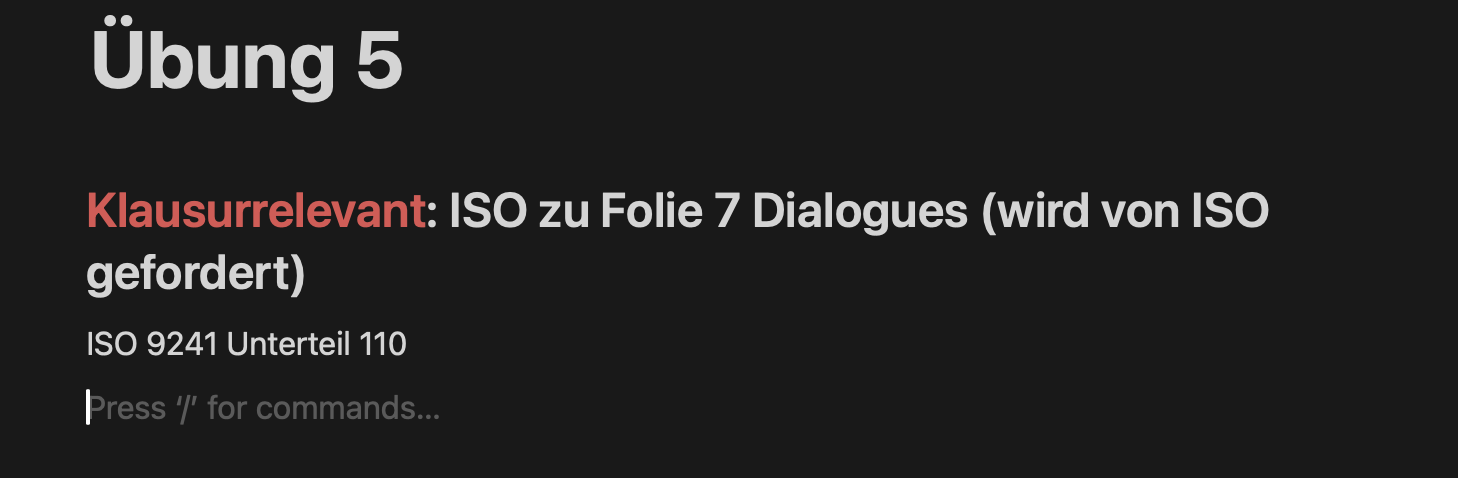 Übung 5
Klausurrelevant: ISO zu Folie 7 Dialogues (wird von ISO
gefordert)
ISO 9241 Unterteil 110
Press ‘/’ for commands...